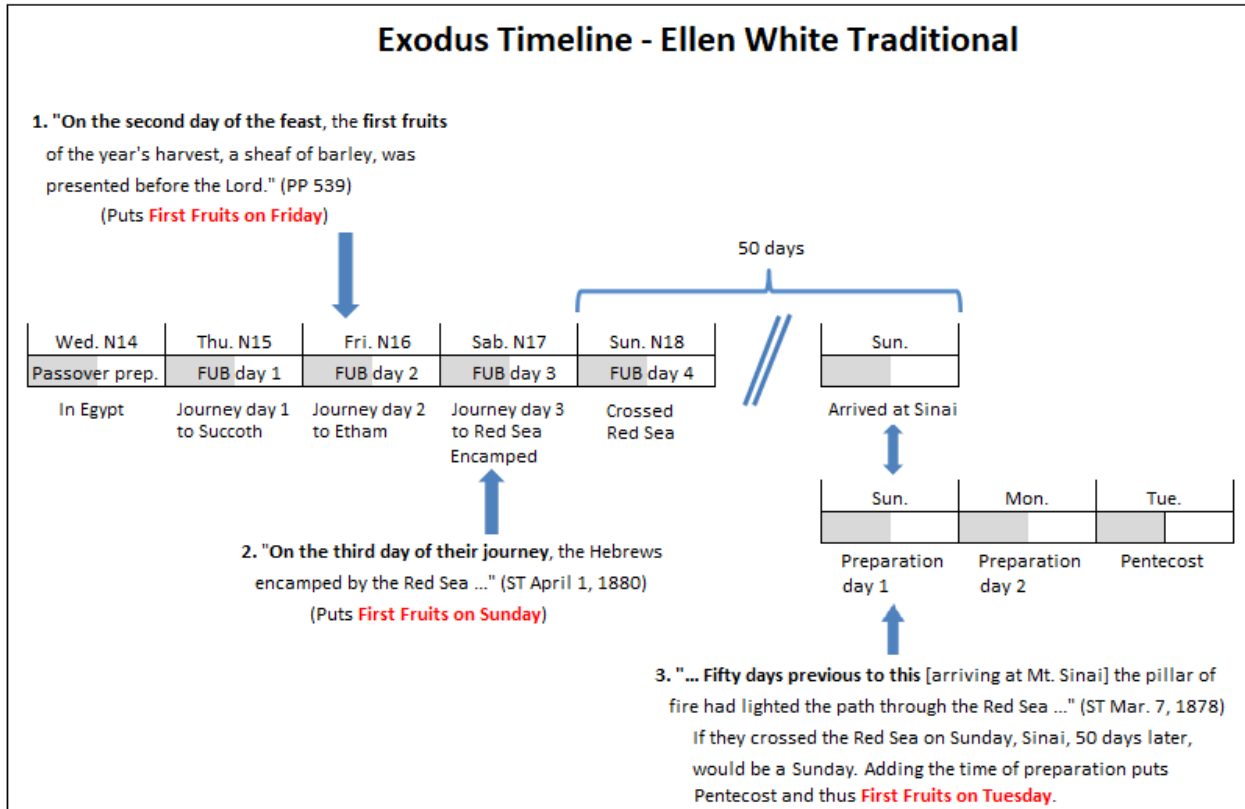 Exodus Timeline - Ellen White Traditional
1. "On the second day of the feast, the first fruits
of the year's harvest, a sheaf of barley, was
presented before the Lord." (PP 539)
(Puts First Fruits on Friday)
50 days
Wed. N14 Thu. N15 Fri. N16 Sab. N17 Sun. N18 Sun.
Passover prep. FUB day 1 FUB day 2 FUB day 3 FUB day 4
In Egypt Journey day 1 Journey day 2 Journey day 3 Crossed Arrived at Sinai
to Succoth to Etham to Red Sea Red Sea
Encamped
Sun. Mon. Tue.
2. "On the third day of their journey, the Hebrews
encamped by the Red Sea ..." (ST April 1, 1880)
(Puts First Fruits on Sunday)
Preparation Preparation Pentecost
day 1 day 2
3. "... Fifty days previous to this [arriving at Mt. Sinai] the pillar of
fire had lighted the path through the Red Sea ..." (ST Mar. 7, 1878)
If they crossed the Red Sea on Sunday, Sinai, 50 days later,
would be a Sunday. Adding the time of preparation puts
Pentecost and thus First Fruits on Tuesday.